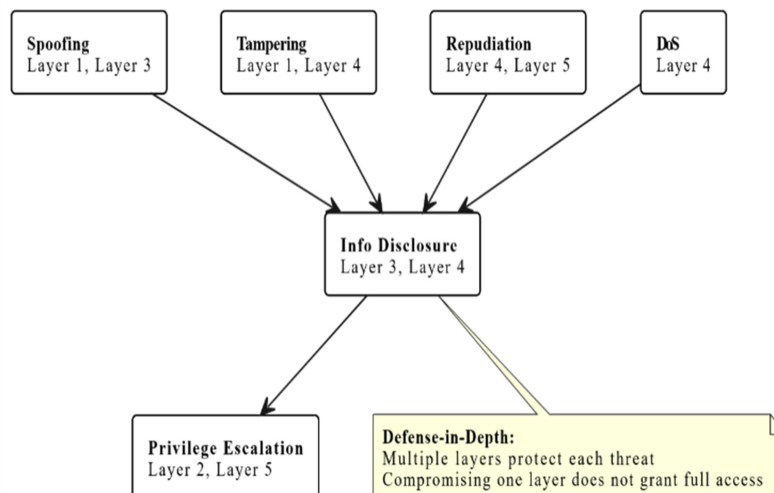 Spoofing
Layer 1, Layer 3
Tampering
Layer 1, Layer 4
Repudiation
Layer 4, Layer 5
DoS
Layer 4
Info Disclosure
Layer 3, Layer 4
Privilege Escalation
Layer 2, Layer 5
Defense-in-Depth:
Multiple layers protect each threat
Compromising one layer does not grant full access